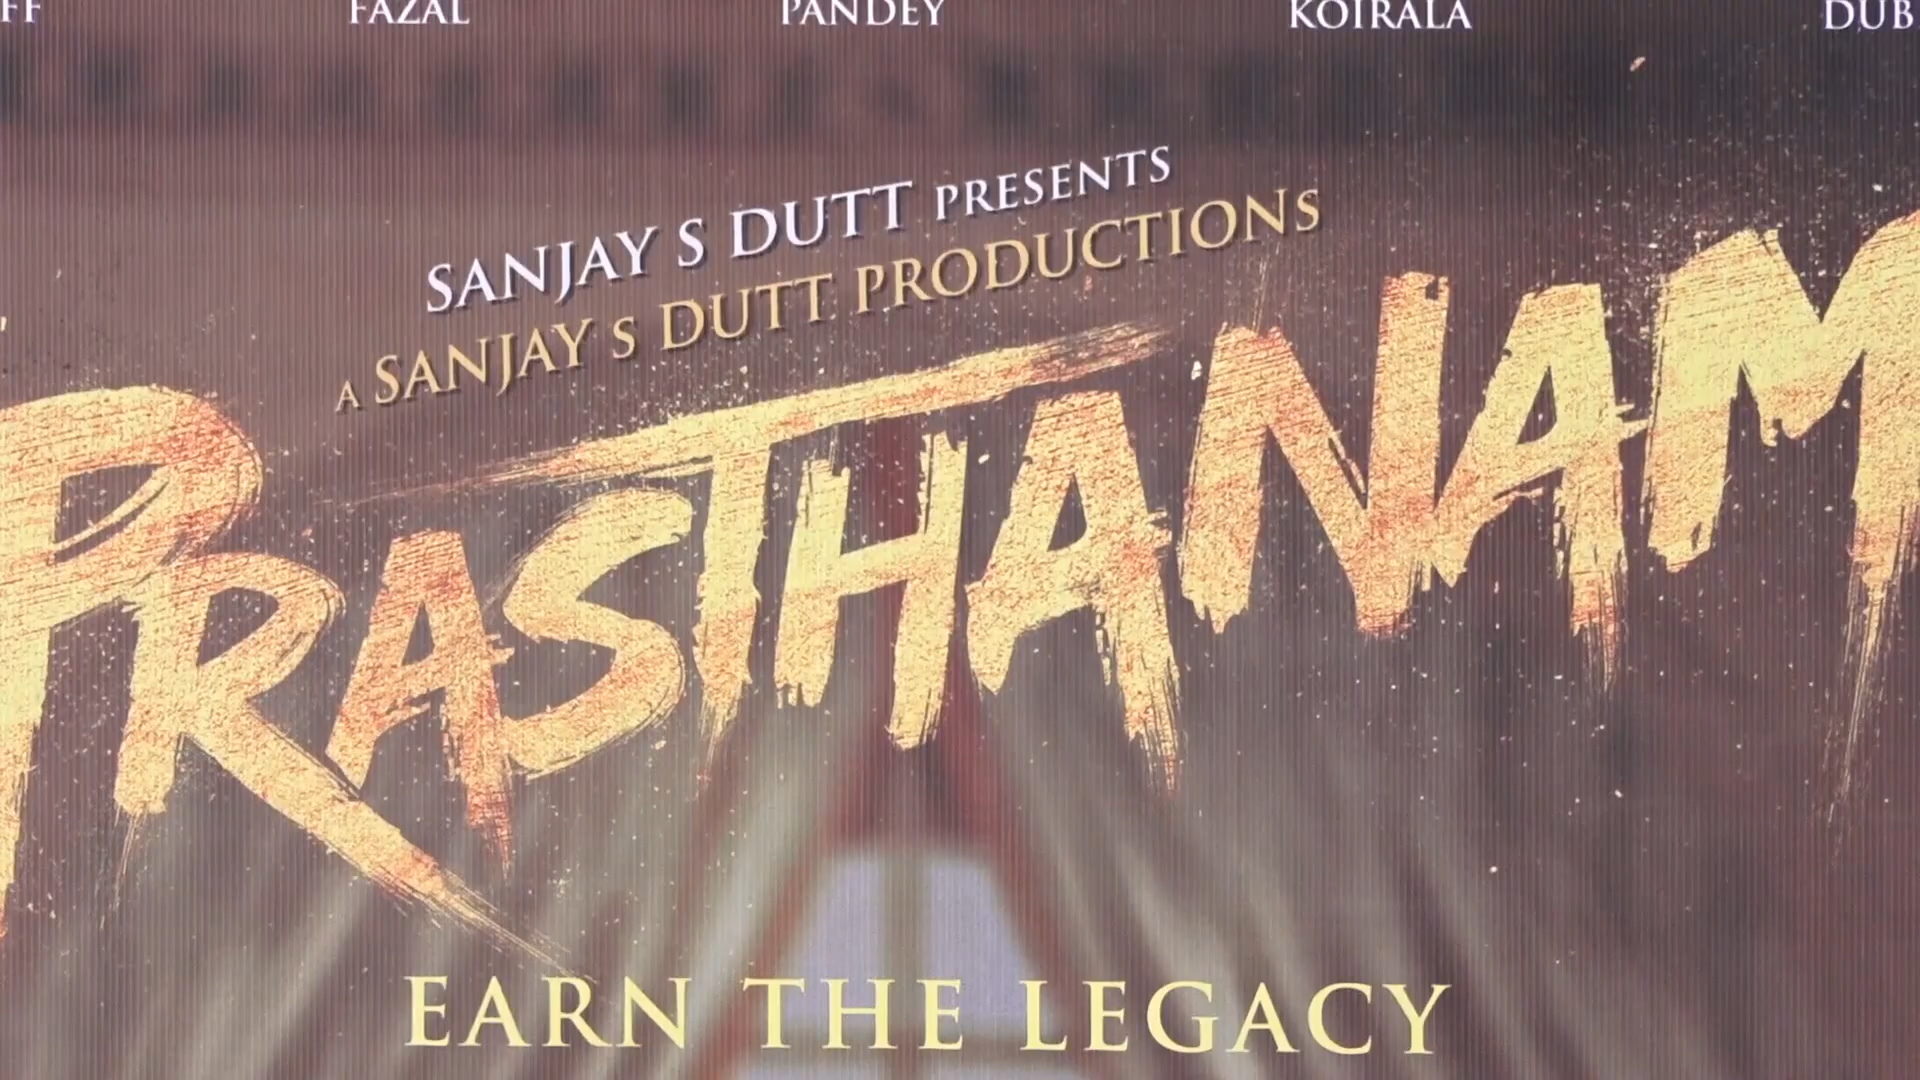 FAZAL PANDEY KOIRALA
SANJAY S DUTT PRESENTS
A SANJAY S DUTT PRODUCTIONS
PRASTHANAM
EARN THE LEGACY